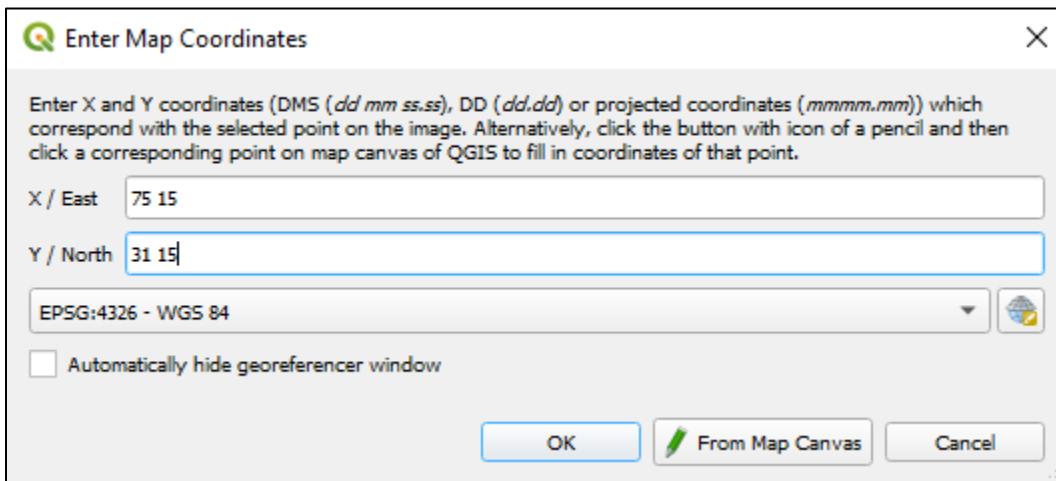 Enter Map Coordinates
Enter X and Y coordinates (DMS (dd mm ss.ss), DD (dd.dd) or projected coordinates (mmmm.mm)) which
correspond with the selected point on the image. Alternatively, click the button with icon of a pencil and then
click a corresponding point on map canvas of QGIS to fill in coordinates of that point.
X / East 75 15
Y / North 31 15
EPSG:4326 - WGS 84
Automatically hide georeferencer window
OK From Map Canvas Cancel